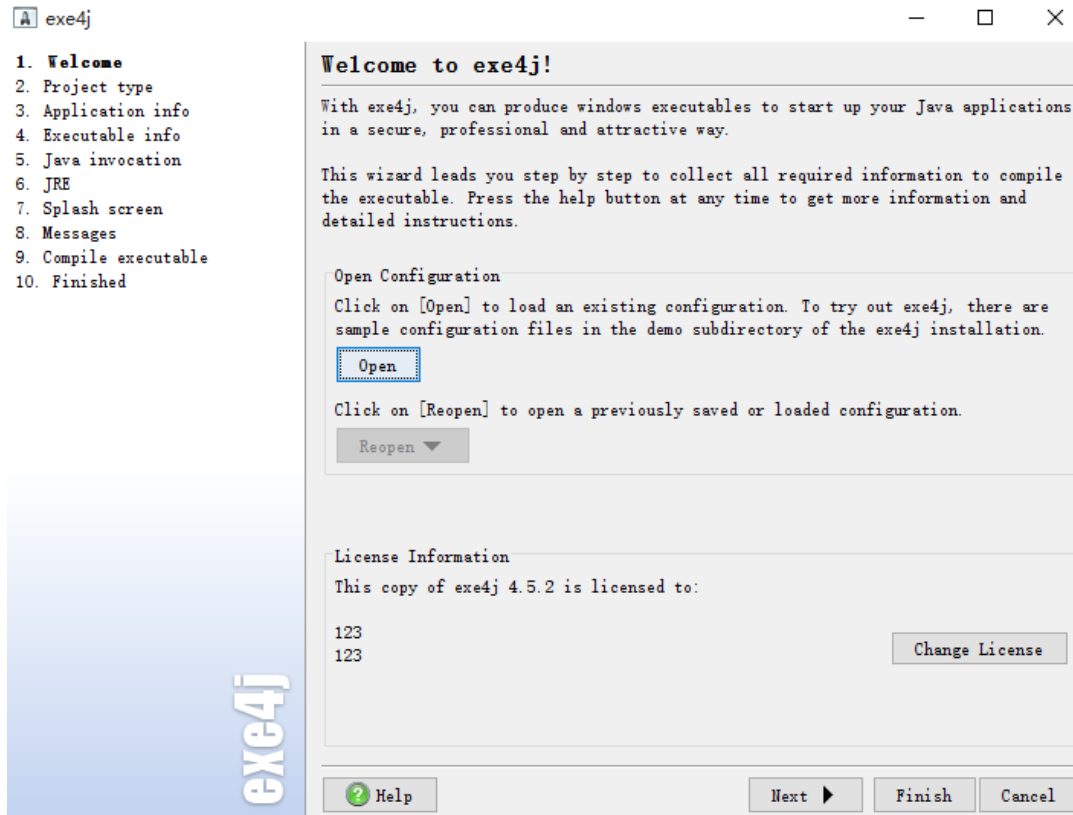 exe4j
1. Welcome
2. Project type
3. Application info
4. Executable info
5. Java invocation
6. JRE
7. Splash screen
8. Messages
9. Compile executable
10. Finished
exe4j
Welcome to exe4j!
With exe4j, you can produce windows executables to start up your Java applications
in a secure, professional and attractive way.
This wizard leads you step by step to collect all required information to compile
the executable. Press the help button at any time to get more information and
detailed instructions.
Open Configuration
Click on [Open] to load an existing configuration. To try out exe4j, there are
sample configuration files in the demo subdirectory of the exe4j installation.
Open
Click on [Reopen] to open a previously saved or loaded configuration.
Reopen
License Information
This copy of exe4j 4.5.2 is licensed to:
123
123
Change License
Help
Next
Finish
Cancel